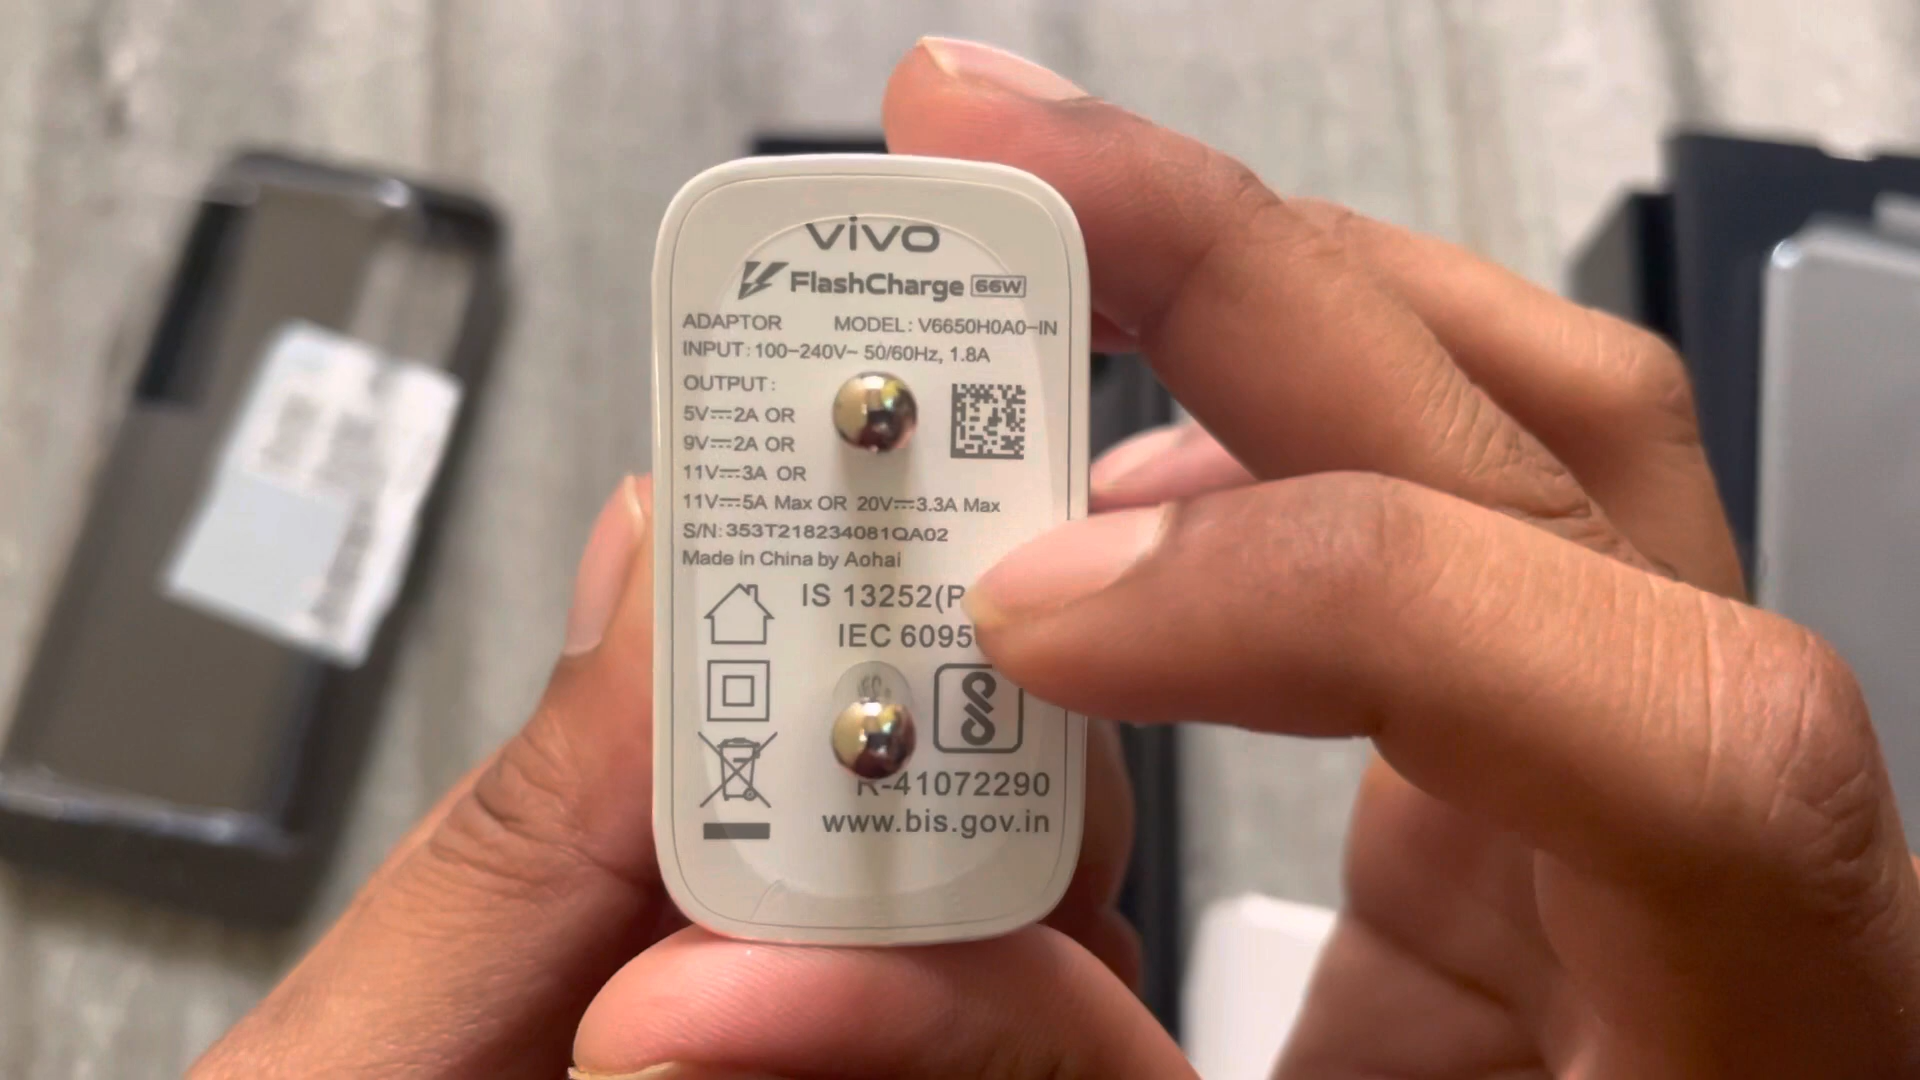 vivo
FlashCharge 66W
ADAPTOR MODEL: V6650H0A0-IN
INPUT: 100-240V~ 50/60Hz, 1.8A
OUTPUT:
5V⎓2A OR
9V⎓2A OR
11V⎓3A OR
11V⎓5A Max OR 20V⎓3.3A Max
S/N: 353T218234081QA02
Made in China by Aohai
IS 13252(P
IEC 6095
R-41072290
www.bis.gov.in